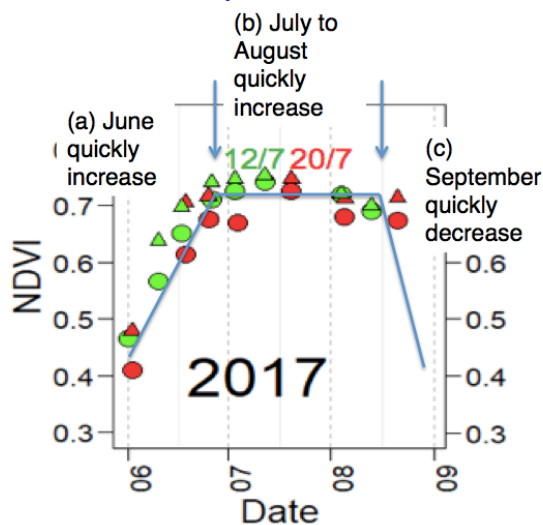 (b) July to
August
quickly
increase
(a) June
quickly
increase
12/7 20/7
(c)
September
quickly
decrease
0.7
0.6
0.5
0.4
0.3
NDVI
0.6
0.5
0.4
0.3
2017
06
07
08
09
Date